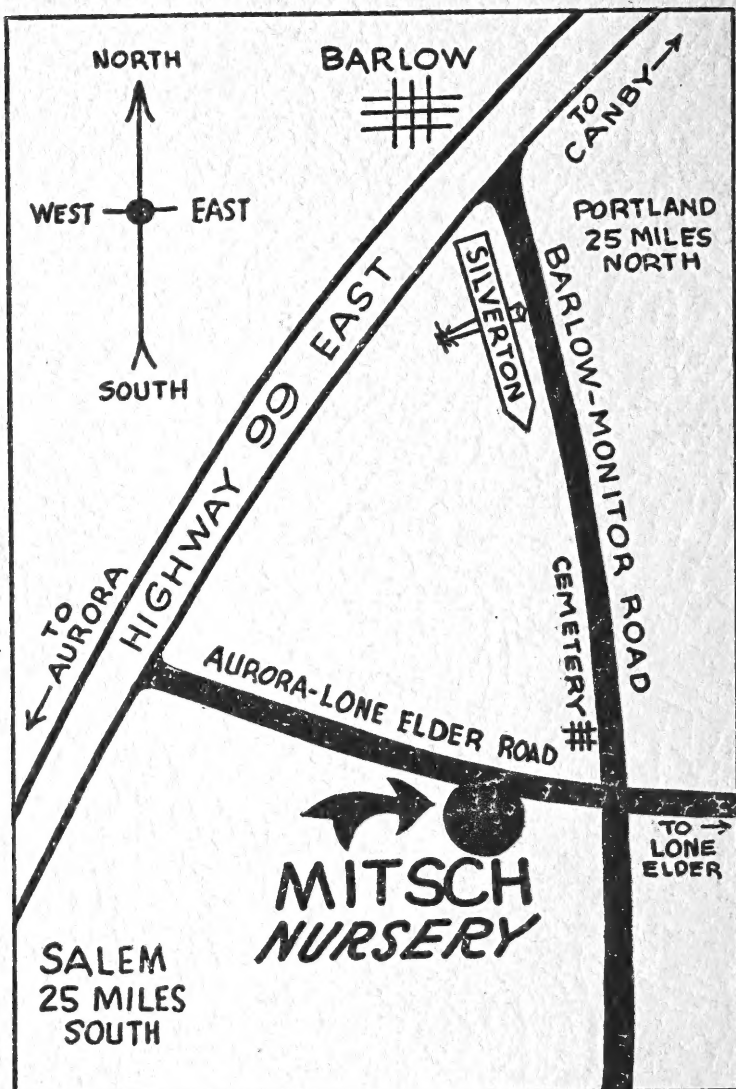 NORTH
WEST EAST
SOUTH
BARLOW
TO
CANBY
PORTLAND
25 MILES
NORTH
SILVERTON
BARLOW-MONITOR ROAD
HIGHWAY 99 EAST
TO
AURORA
CEMETERY
AURORA-LONE ELDER ROAD
TO
LONE
ELDER
MITSCH
NURSERY
SALEM
25 MILES
SOUTH